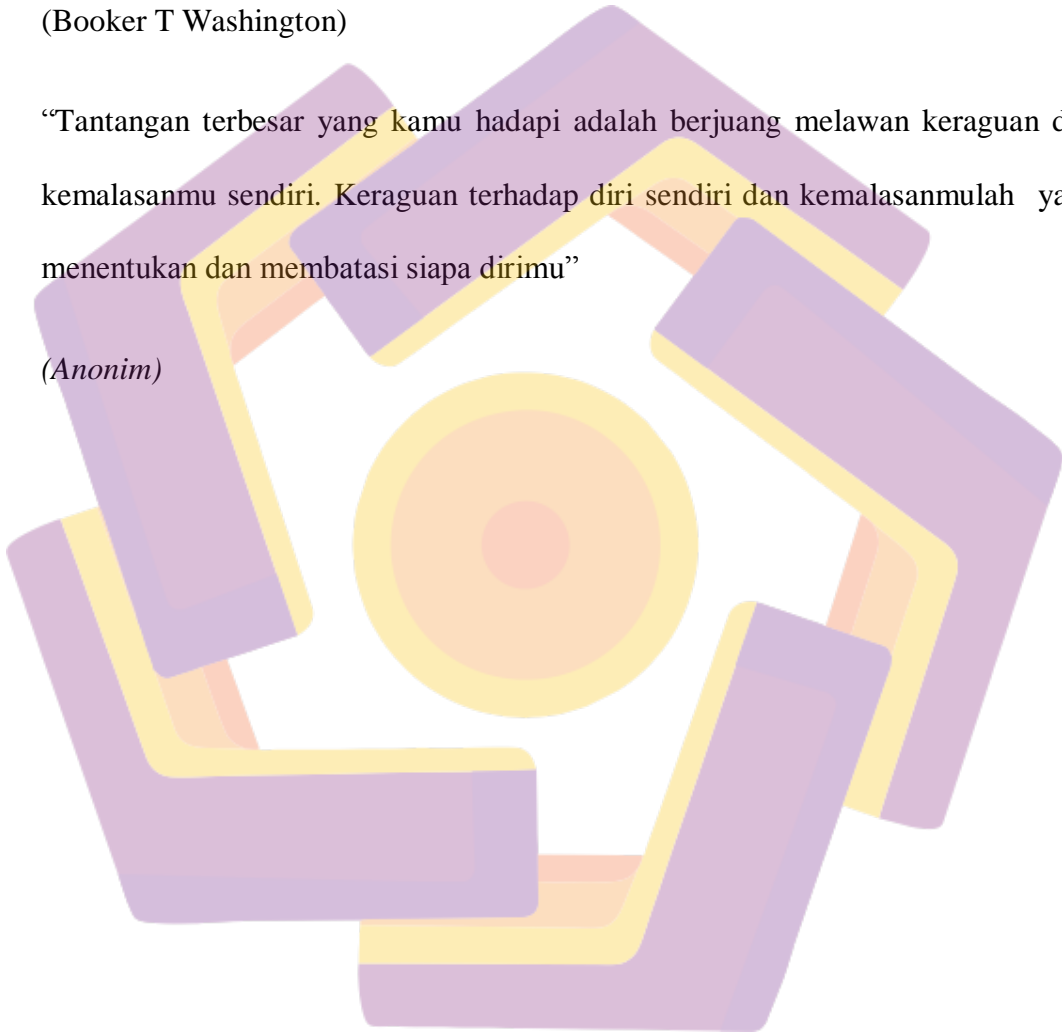 (Booker T Washington)
“Tantangan terbesar yang kamu hadapi adalah berjuang melawan keraguan d
kemalasanmu sendiri. Keraguan terhadap diri sendiri dan kemalasanmulah ya
menentukan dan membatasi siapa dirimu”
(Anonim)